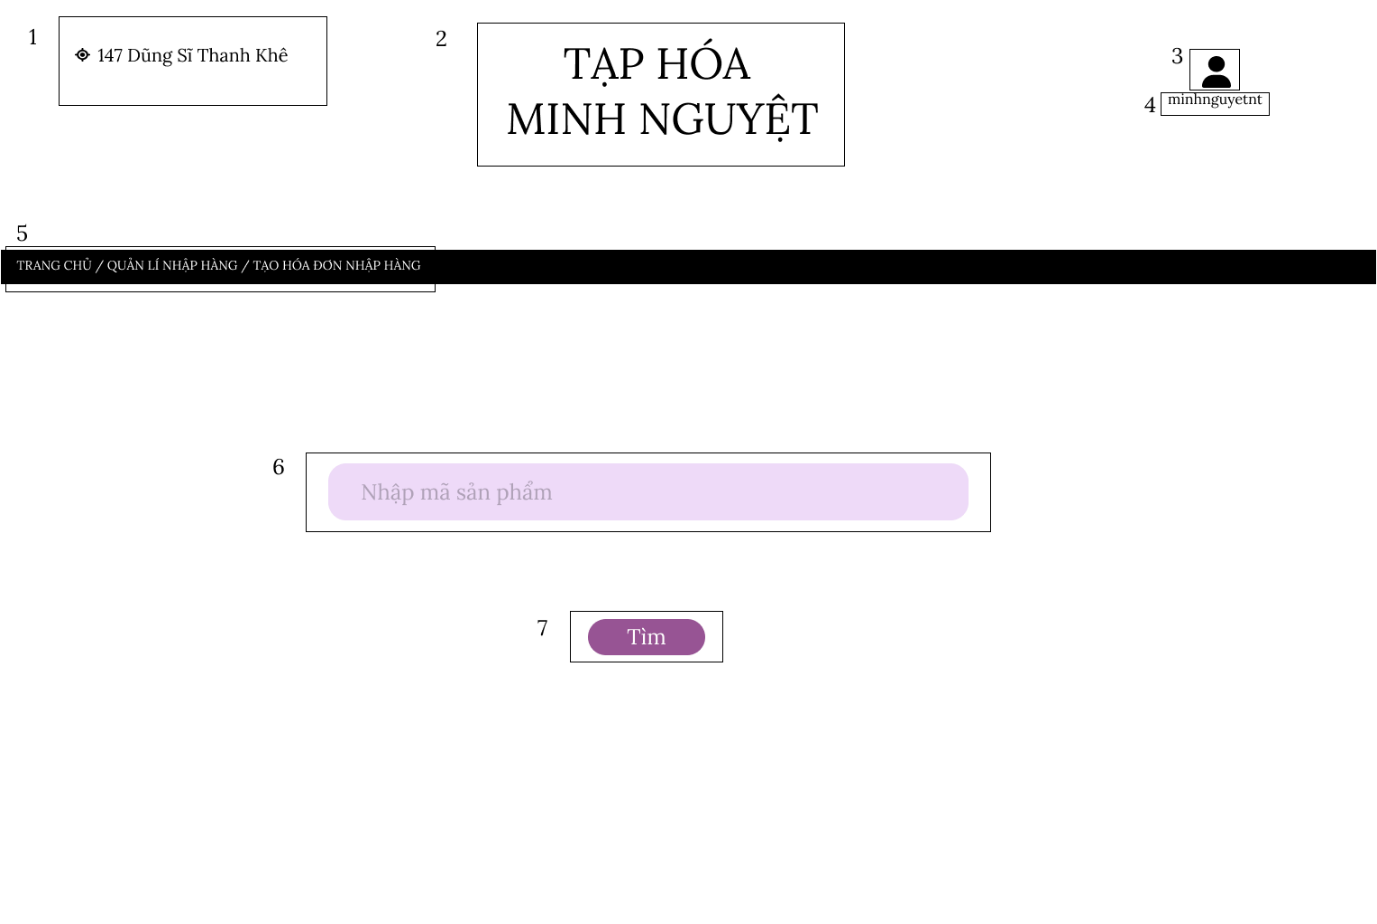 1
147 Dũng Sĩ Thanh Khê
2
TẠP HÓA
MINH NGUYỆT
3
4
minhnguyetnt
5
TRANG CHỦ / QUẢN LÍ NHẬP HÀNG / TẠO HÓA ĐƠN NHẬP HÀNG
6
Nhập mã sản phẩm
7
Tìm